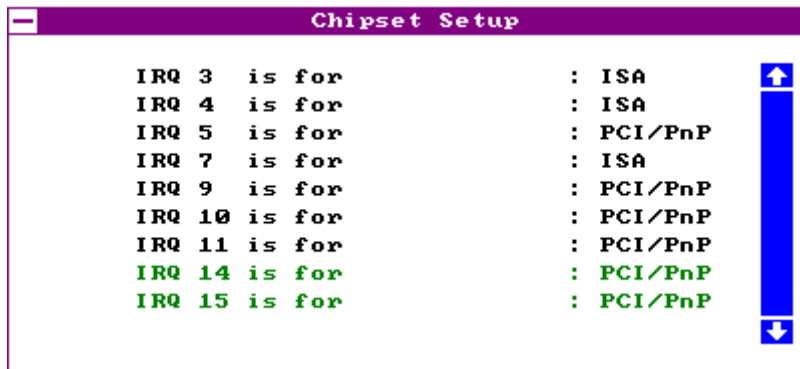 Chipset Setup
IRQ 3 is for : ISA
IRQ 4 is for : ISA
IRQ 5 is for : PCI/PnP
IRQ 7 is for : ISA
IRQ 9 is for : PCI/PnP
IRQ 10 is for : PCI/PnP
IRQ 11 is for : PCI/PnP
IRQ 14 is for : PCI/PnP
IRQ 15 is for : PCI/PnP